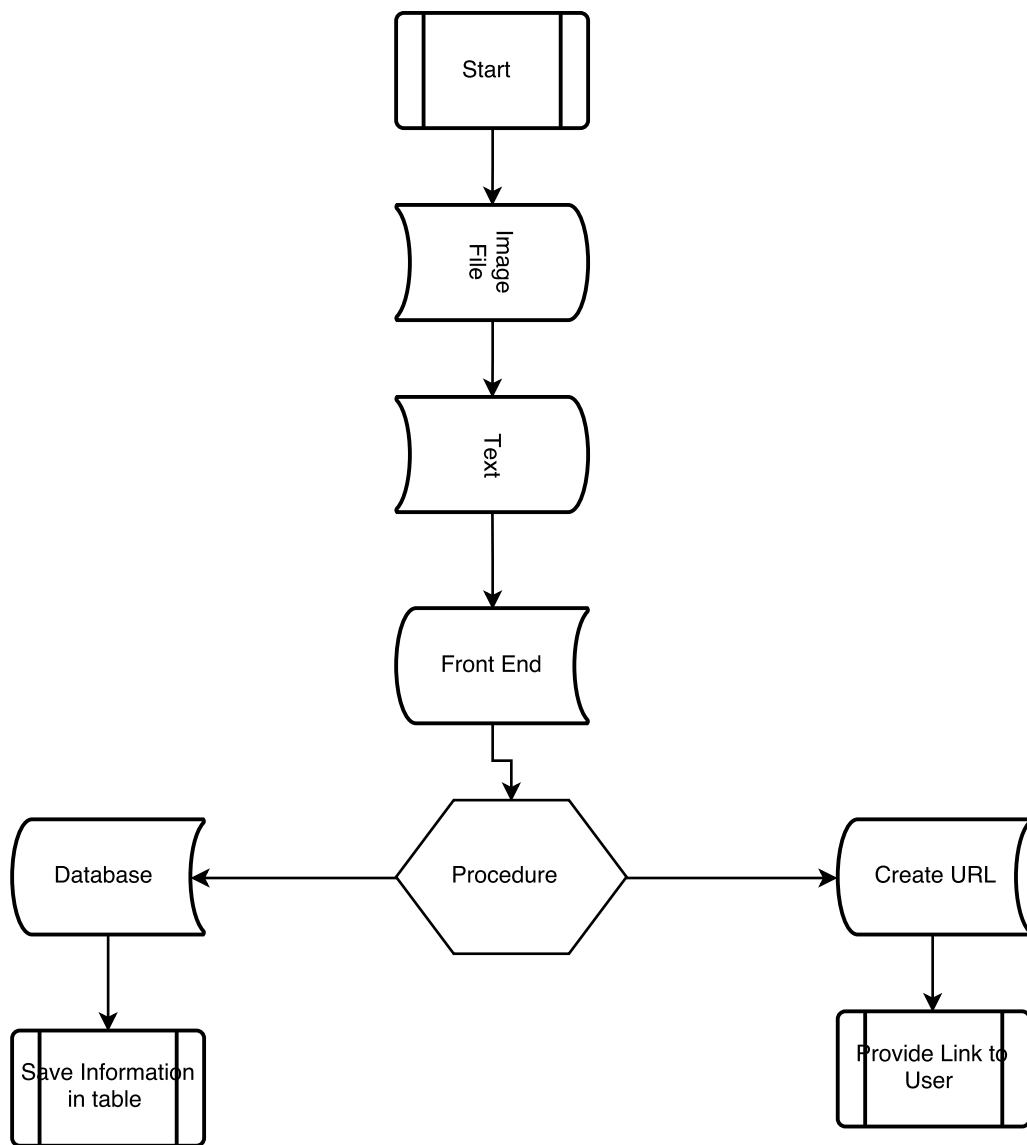 Start
Image
File
Text
Front End
Database
Procedure
Create URL
Save Information
in table
Provide Link to
User